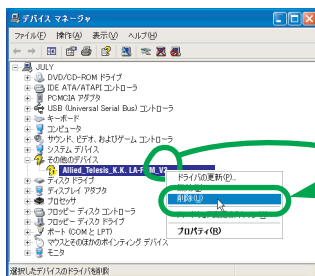 デバイス マネージャ
ファイル(F) 操作(A) 表示(V) ヘルプ(H)
JULY
DVD/CD-ROM ドライブ
IDE ATA/ATAPI コントローラ
PCMCIA アダプタ
USB (Universal Serial Bus) コントローラ
キーボード
コンピュータ
サウンド、ビデオ、およびゲーム コントローラ
システム デバイス
その他のデバイス
Allied_Telesis_K.K. LA-P
ディスク ドライブ
ドライバの更新(P)...
ディスプレイ アダプタ
削除(U)
プロセッサ
フロッピー ディスク コントローラ
フロッピー ディスク ドライブ
プロパティ(R)
ポート (COM と LPT)
マウスとそのほかのポインティング デバイス
モニタ
選択したデバイスのドライバを削除